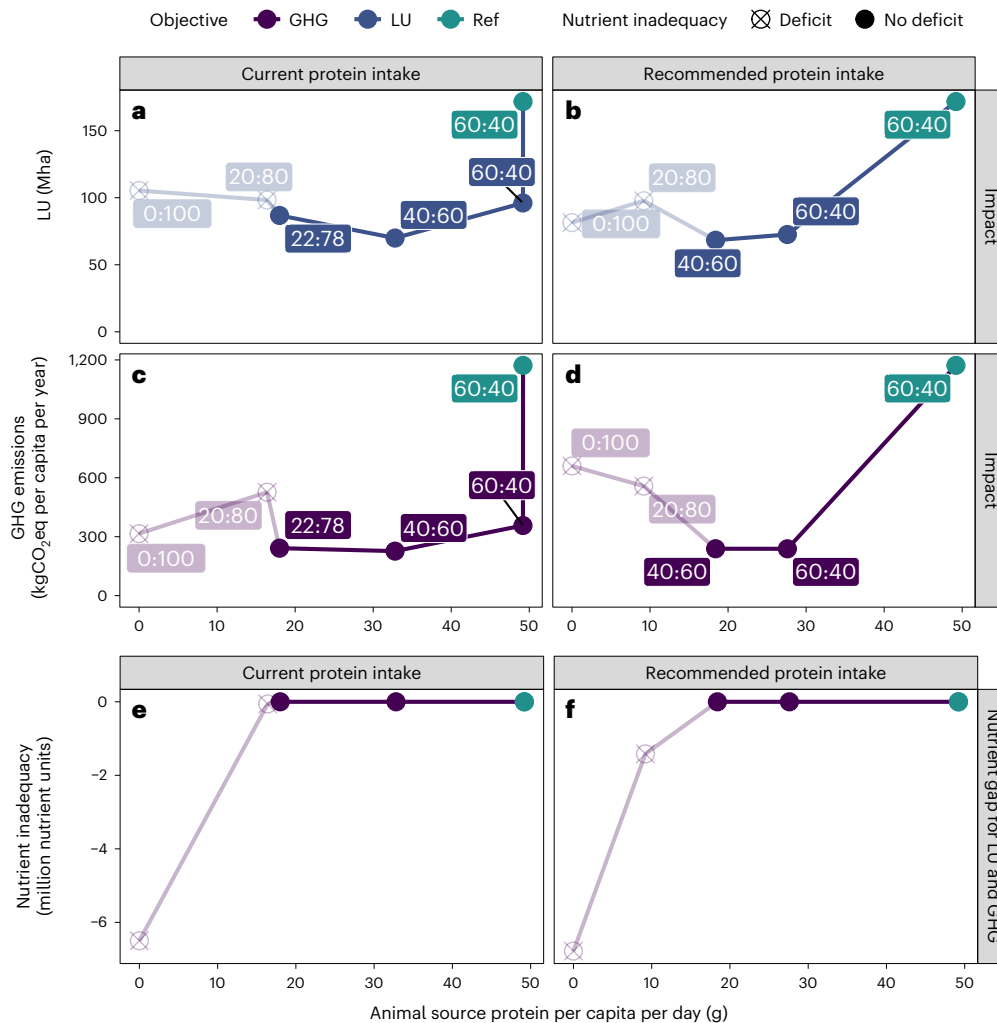 Objective GHG LU Ref Nutrient inadequacy Deficit No deficit
Current protein intake
Recommended protein intake
a
b
LU (Mha)
150
100
50
0
60:40
60:40
20:80
0:100
22:78
40:60
60:40
20:80
0:100
60:40
40:60
Impact
c
d
GHG emissions
(kgCO2eq per capita per year)
1,200
900
600
300
0
60:40
60:40
20:80
0:100
22:78
40:60
60:40
0:100
20:80
40:60
60:40
Impact
0 10 20 30 40 50
0 10 20 30 40 50
Current protein intake
Recommended protein intake
e
f
Nutrient inadequacy
(million nutrient units)
0
−2
−4
−6
Nutrient gap for LU and GHG
0 10 20 30 40 50
0 10 20 30 40 50
Animal source protein per capita per day (g)